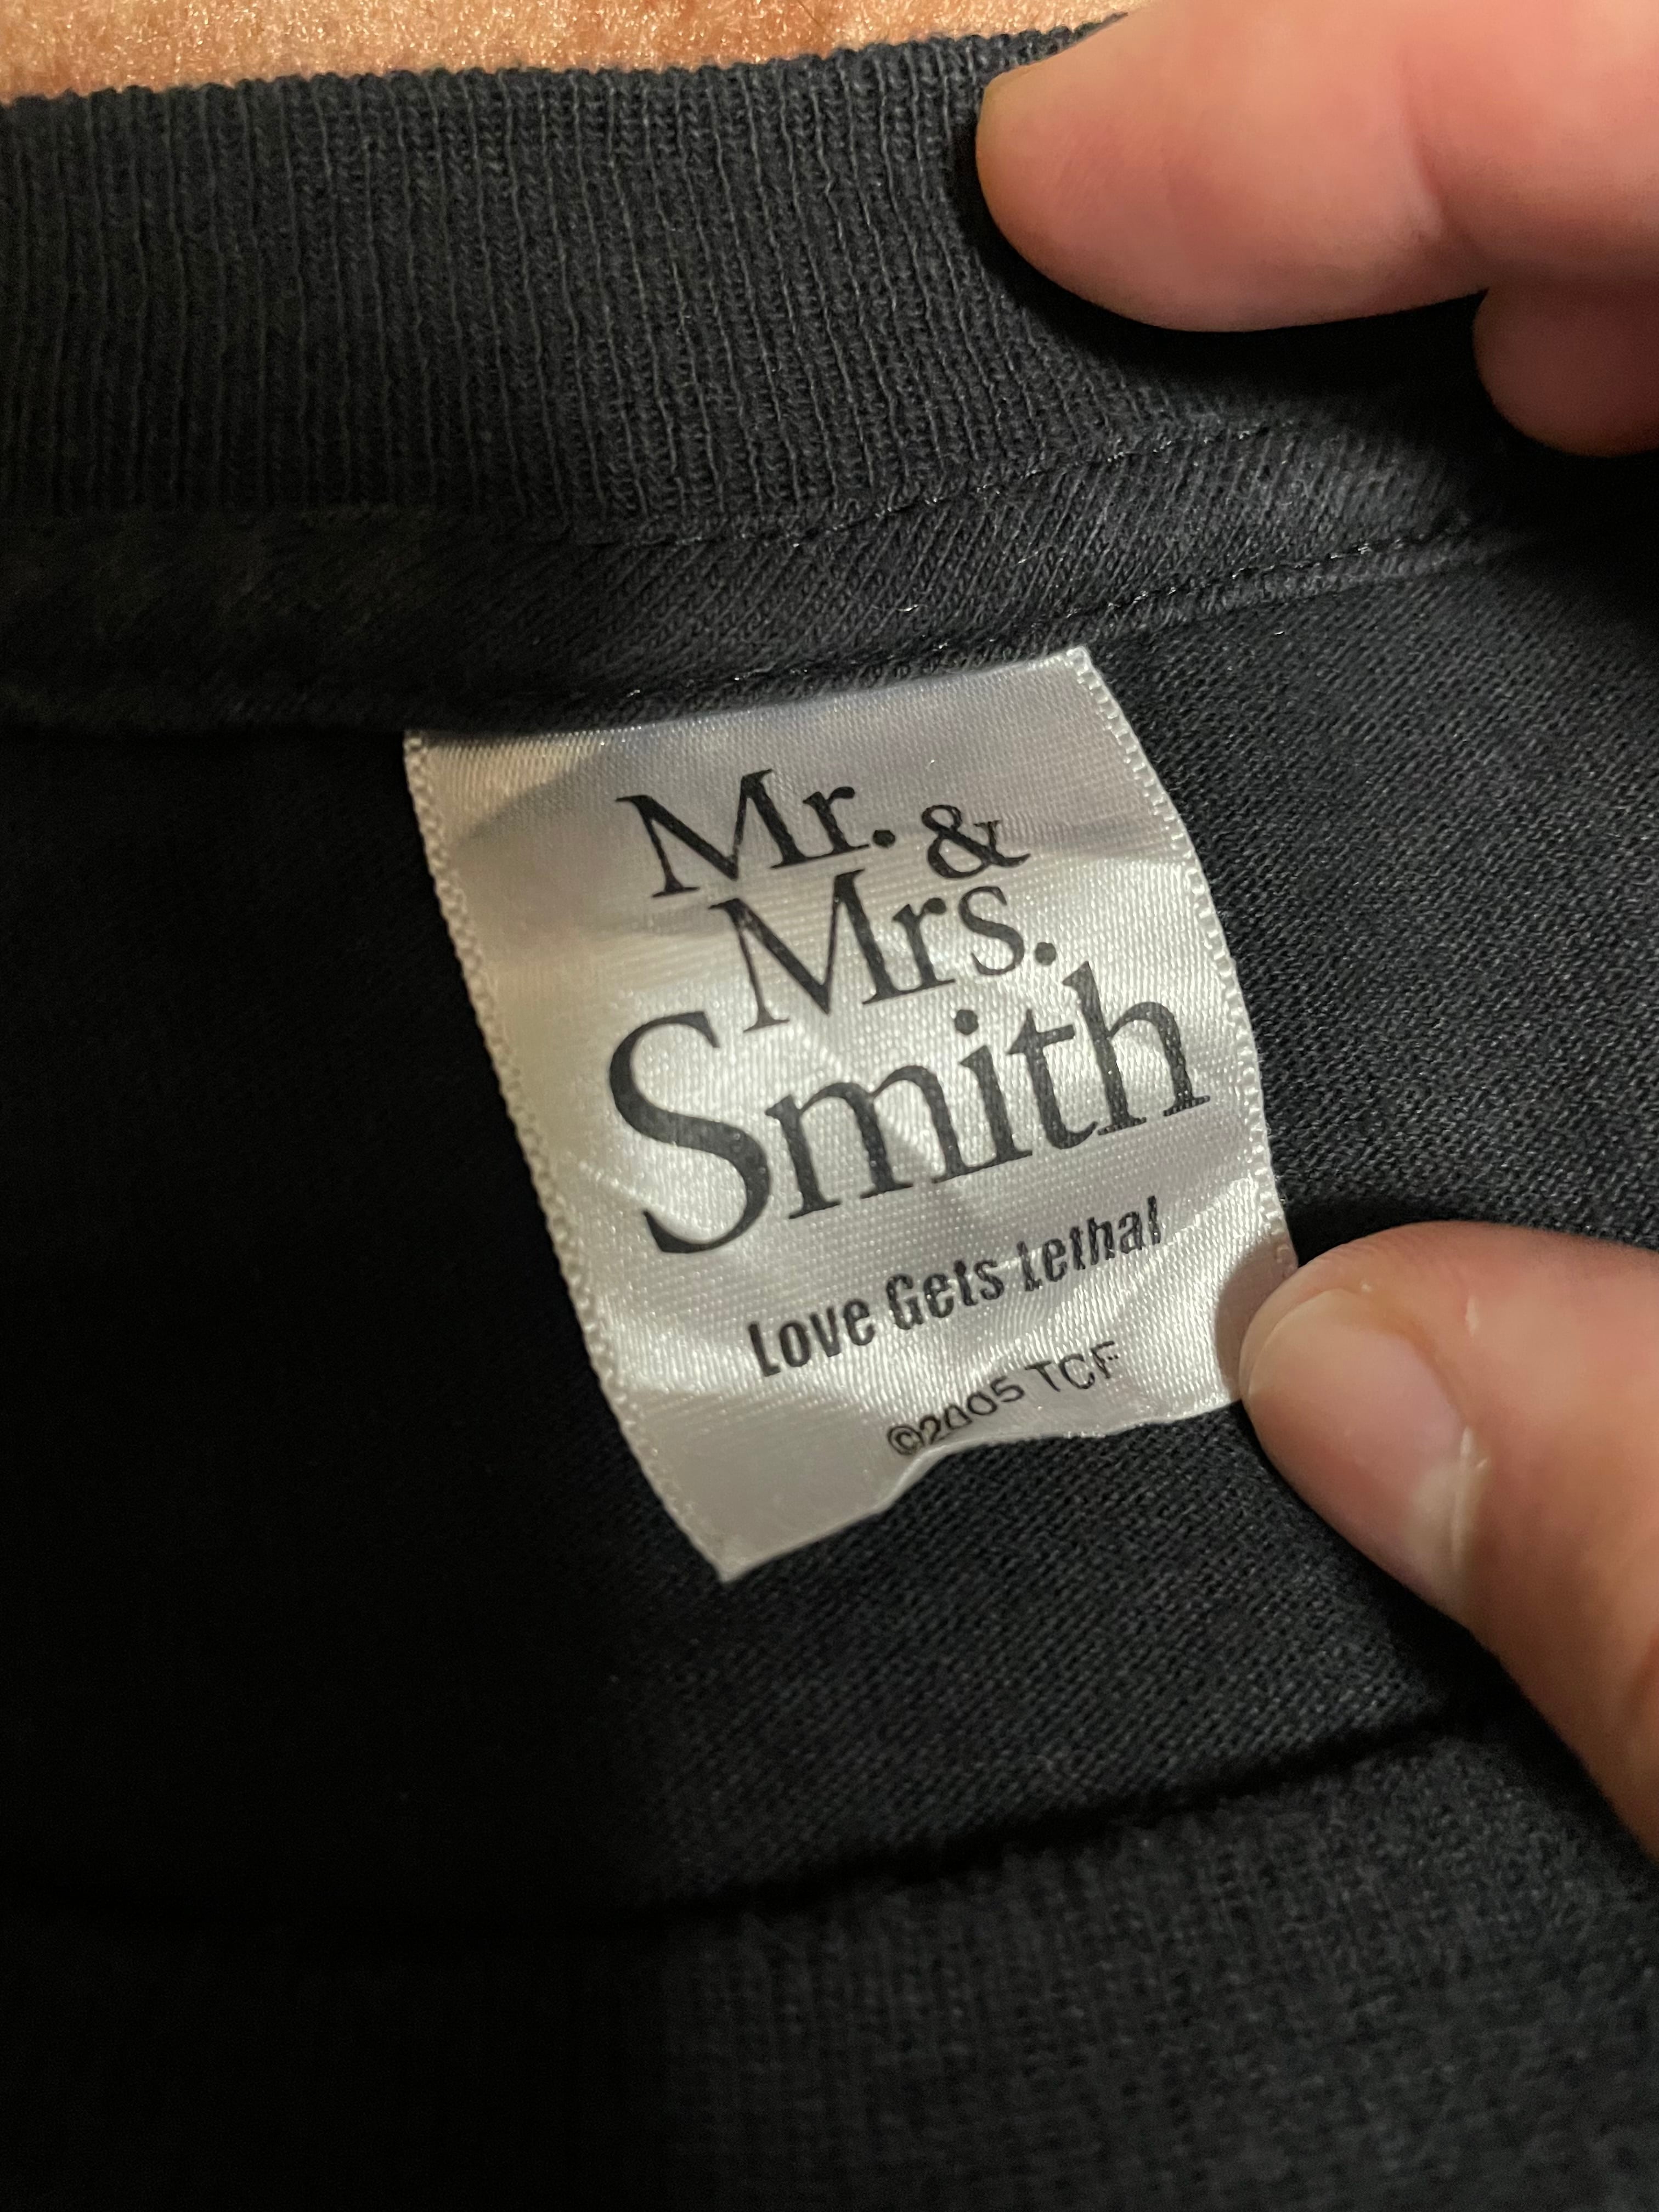 Mr. &
Mrs.
Smith
Love Gets Lethal
©2005 TCF